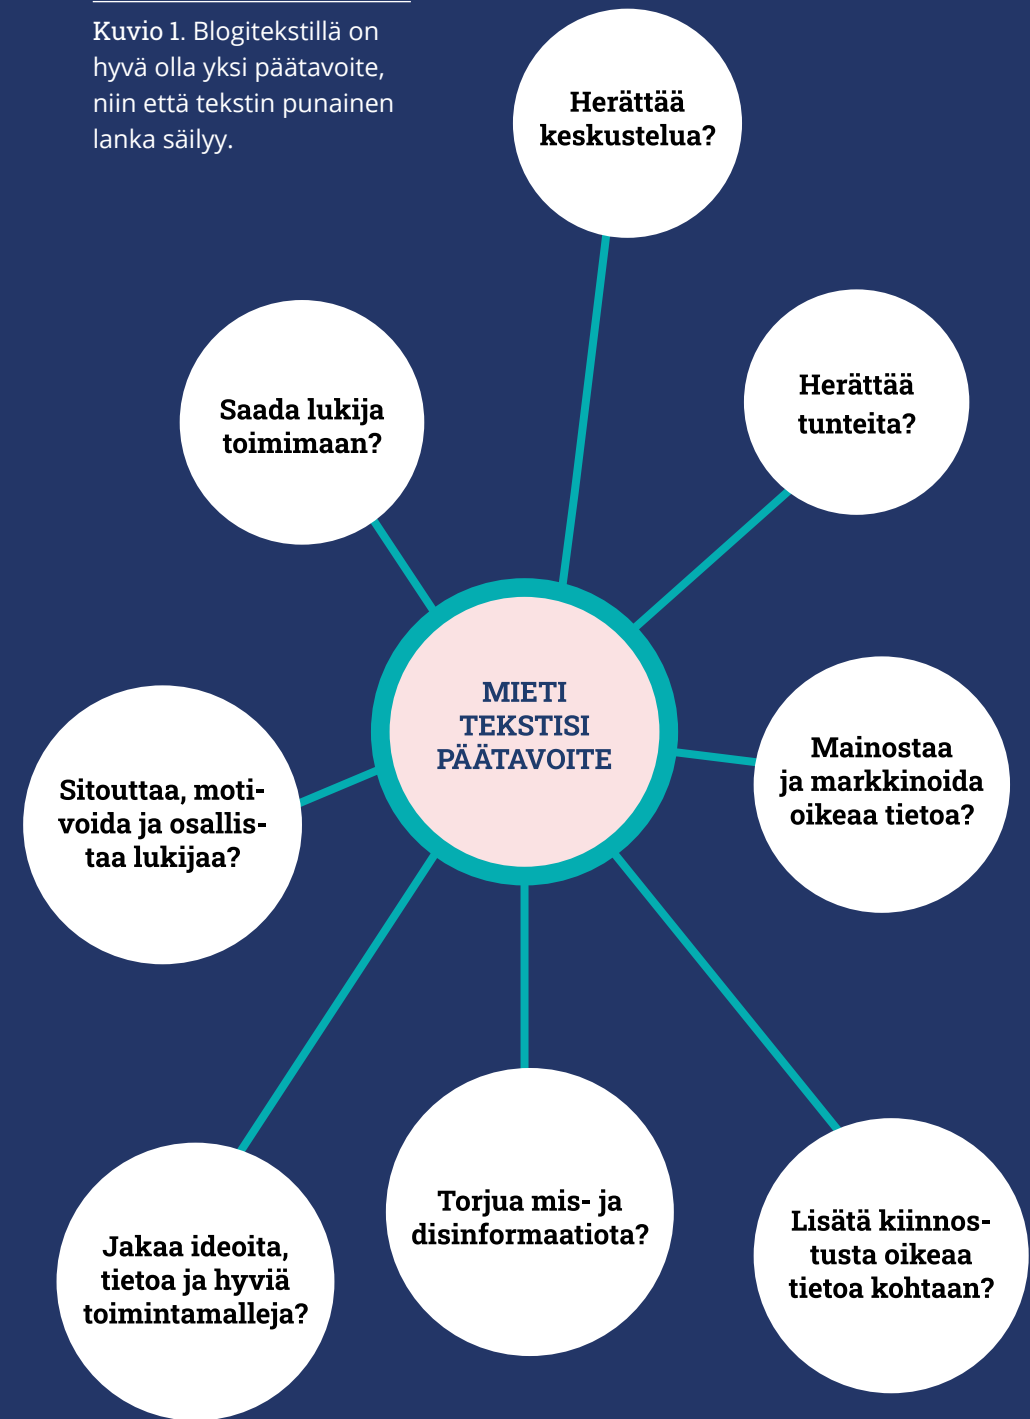 Kuvio 1. Blogitekstillä on
hyvä olla yksi päätavoite,
niin että tekstin punainen
lanka säilyy.
Herättää
keskustelua?
Herättää
tunteita?
Saada lukija
toimimaan?
MIETI
TEKSTISI
PÄÄTAVOITE
Mainostaa
ja markkinoida
oikeaa tietoa?
Sitouttaa, moti-
voida ja osallis-
taa lukijaa?
Torjua mis- ja
disinformaatiota?
Lisätä kiinnos-
tusta oikeaa
tietoa kohtaan?
Jakaa ideoita,
tietoa ja hyviä
toimintamalleja?